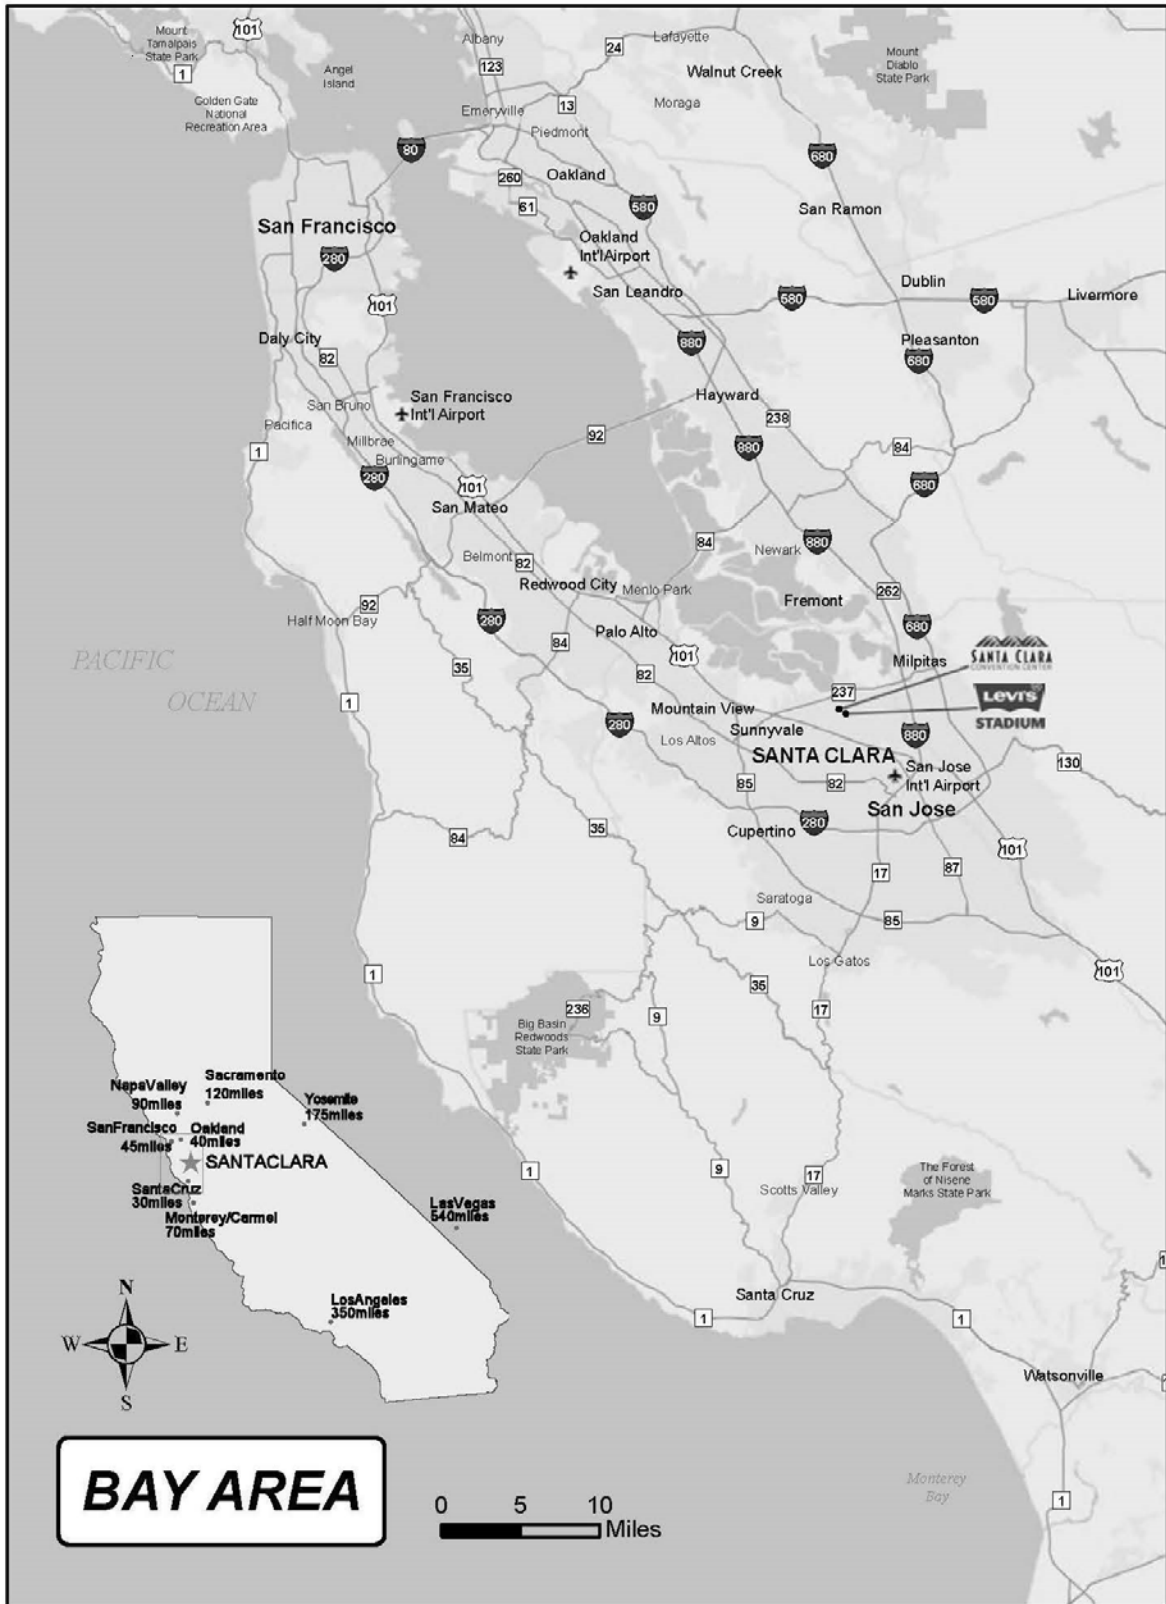 Mount
Tamalpais
State Park
101
1
Angel
Island
Golden Gate
National
Recreation Area
Albany
123
24
Lafayette
Walnut Creek
Mount
Diablo
State Park
Moraga
13
Emeryville
Piedmont
80
680
260
Oakland
61
580
San Ramon
San Francisco
280
Oakland
Int'lAirport
San Leandro
Dublin
580
580
Livermore
101
Daly City
82
880
Pleasanton
680
San Bruno
San Francisco
Int'l Airport
Hayward
238
Pacifica
Millbrae
92
1
Burlingame
880
84
280
101
680
San Mateo
84
880
Newark
Belmont
82
Redwood City
Menlo Park
262
Fremont
92
Half Moon Bay
280
680
Palo Alto
84
101
35
82
Milpitas
SANTA CLARA
CONVENTION CENTER
PACIFIC
OCEAN
1
237
LEVI'S
STADIUM
Mountain View
280
Sunnyvale
Los Altos
880
SANTA CLARA
130
San Jose
Int'l Airport
85
82
San Jose
280
Cupertino
35
84
101
17
87
Saratoga
9
85
Los Gatos
101
1
35
236
9
17
Big Basin
Redwoods
State Park
NapaValley
90miles
Sacramento
120miles
Yosemite
175miles
SanFrancisco
45miles
Oakland
40miles
SANTACLARA
SantaCruz
30miles
Monterey/Carmel
70miles
LasVegas
540miles
LosAngeles
350miles
1
9
17
Scotts Valley
The Forest
of Nisene
Marks State Park
Santa Cruz
1
1
Watsonville
N
W
E
S
BAY AREA
0 5 10
Miles
Monterey
Bay
1